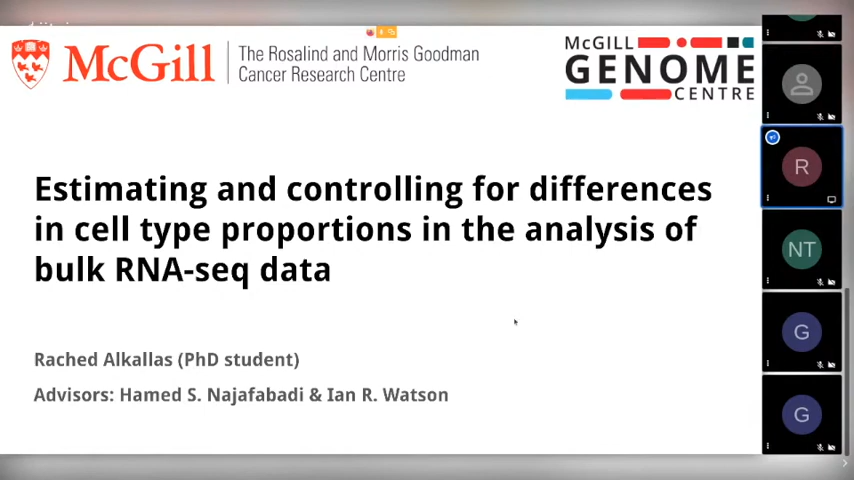 McGill
The Rosalind and Morris Goodman
Cancer Research Centre
McGILL
GENOME
CENTRE
Estimating and controlling for differences
in cell type proportions in the analysis of
bulk RNA-seq data
Rached Alkallas (PhD student)
Advisors: Hamed S. Najafabadi & Ian R. Watson
R
NT
G
G